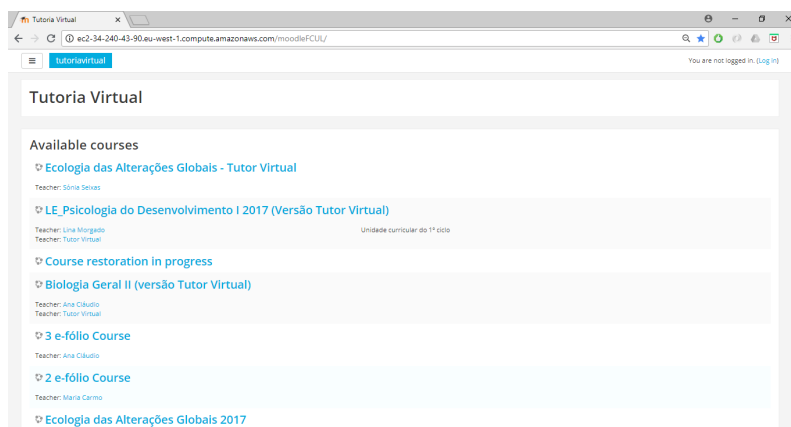 Tutoria Virtual
ec2-34-240-43-90.eu-west-1.compute.amazonaws.com/moodleFCUL/
tutoriavirtual
You are not logged in. (Log in)
Tutoria Virtual
Available courses
Ecologia das Alterações Globais - Tutor Virtual
Teacher: Sónia Seixas
LE_Psicologia do Desenvolvimento I 2017 (Versão Tutor Virtual)
Teacher: Lina Morgado
Unidade curricular do 1º ciclo
Teacher: Tutor Virtual
Course restoration in progress
Biologia Geral II (versão Tutor Virtual)
Teacher: Ana Cláudio
Teacher: Tutor Virtual
3 e-fólio Course
Teacher: Ana Cláudio
2 e-fólio Course
Teacher: Maria Carmo
Ecologia das Alterações Globais 2017